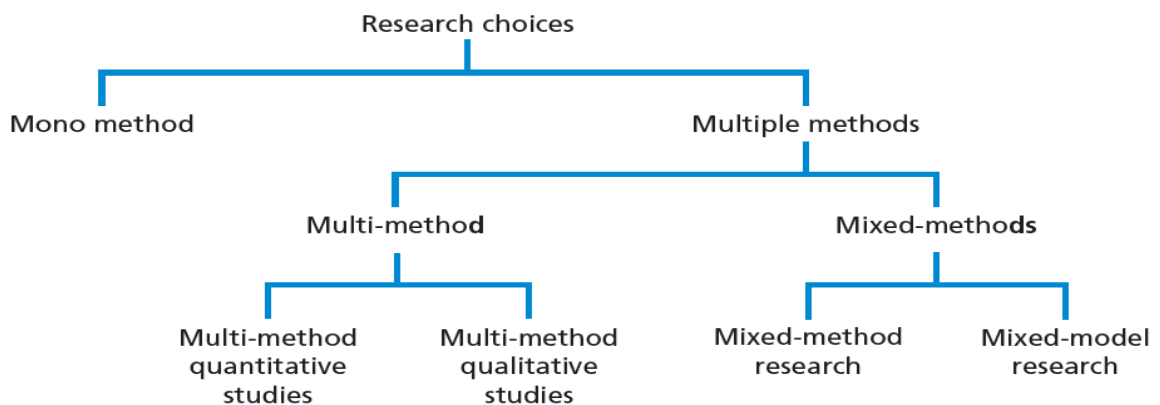 Research choices
Mono method
Multiple methods
Multi-method
Mixed-methods
Multi-method
quantitative
studies
Multi-method
qualitative
studies
Mixed-method
research
Mixed-model
research